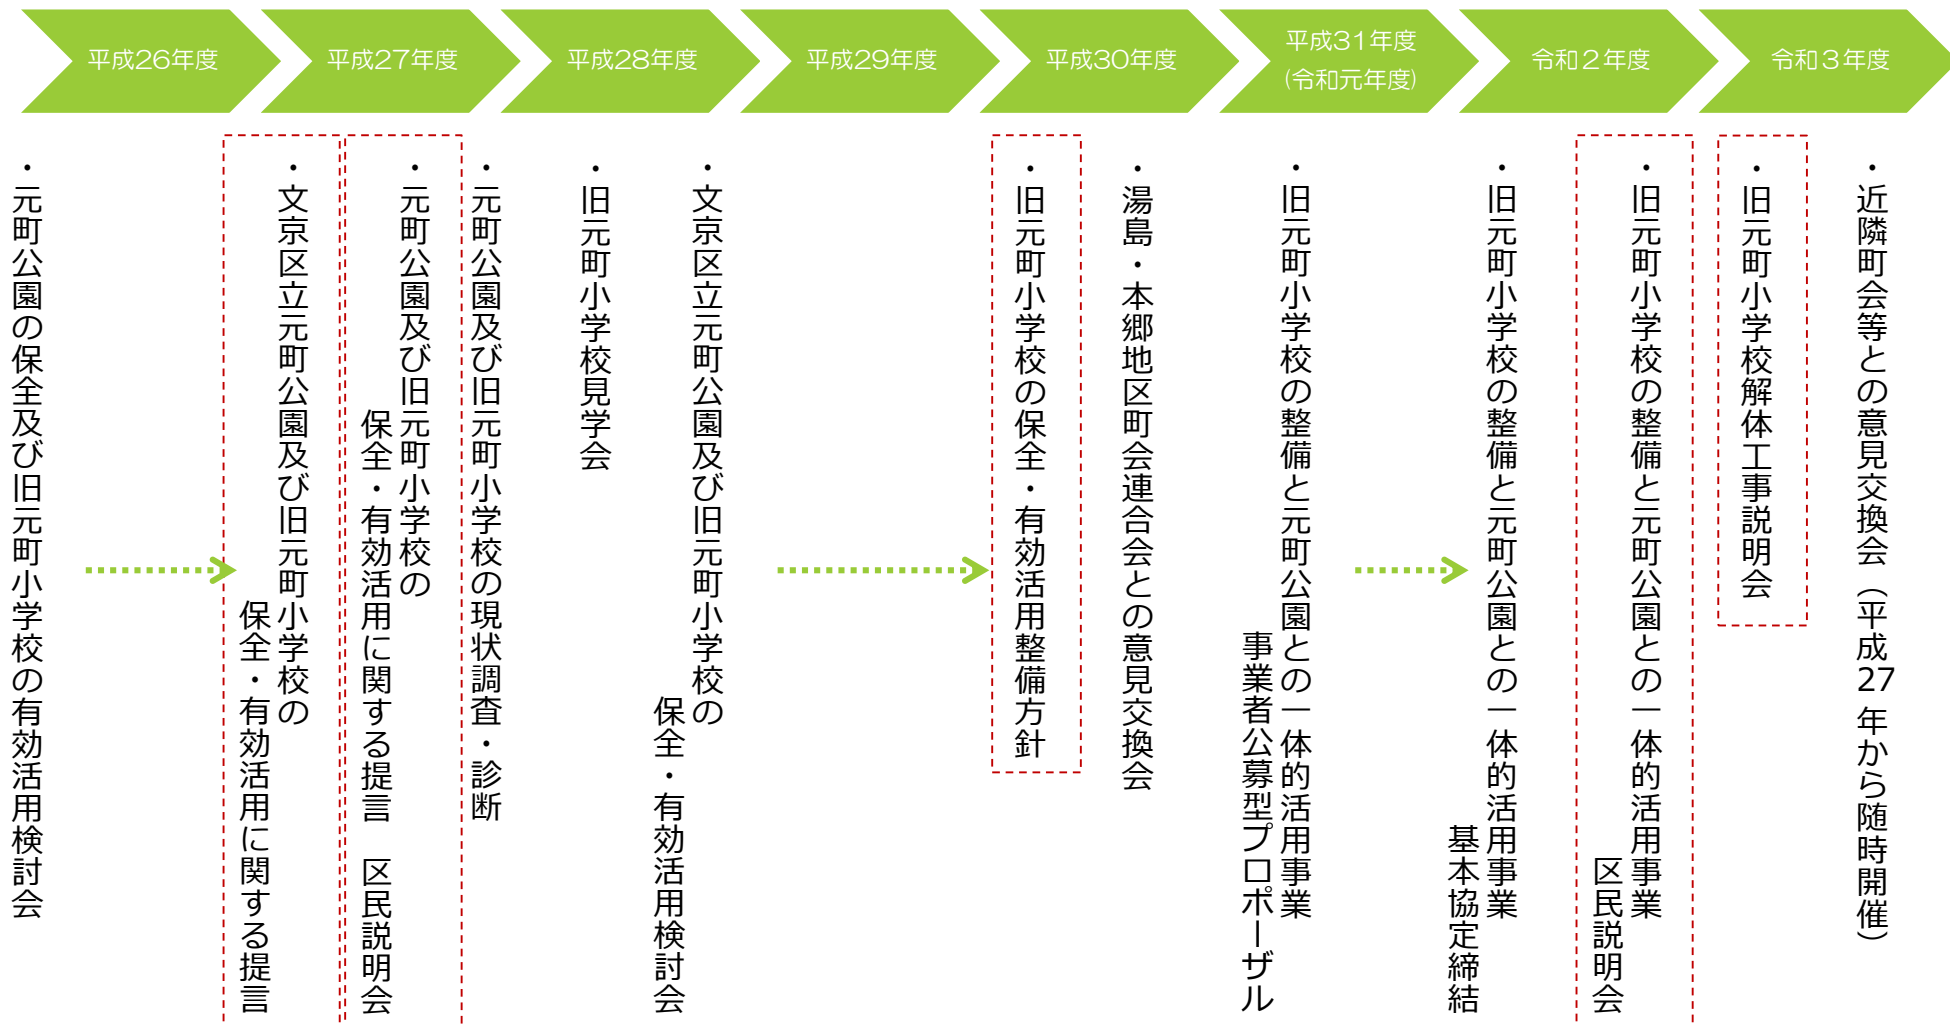 平成26年度
平成27年度
平成28年度
平成29年度
平成30年度
平成31年度
(令和元年度)
令和２年度
令和３年度
・元町公園の保全及び旧元町小学校の有効活用検討会
・文京区立元町公園及び旧元町小学校の
保全・有効活用に関する提言
・元町公園及び旧元町小学校の
保全・有効活用に関する提言　区民説明会
・元町公園及び旧元町小学校の現状調査・診断
・旧元町小学校見学会
・文京区立元町公園及び旧元町小学校の
保全・有効活用検討会
・旧元町小学校の保全・有効活用整備方針
・湯島・本郷地区町会連合会との意見交換会
・旧元町小学校の整備と元町公園との一体的活用事業
事業者公募型プロポーザル
・旧元町小学校の整備と元町公園との一体的活用事業
基本協定締結
・旧元町小学校の整備と元町公園との一体的活用事業
区民説明会
・旧元町小学校解体工事説明会
・近隣町会等との意見交換会（平成27年から随時開催）